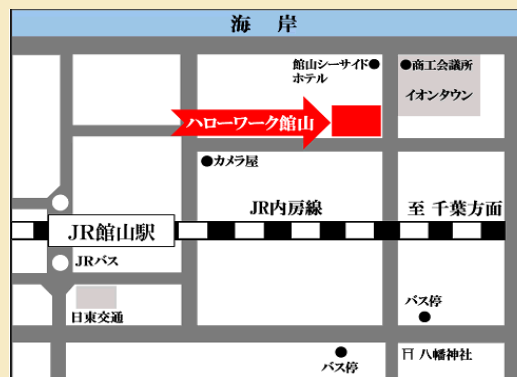 海 岸
館山シーサイド
ホテル
商工会議所
イオンタウン
ハローワーク館山
カメラ屋
JR内房線
至 千葉方面
JR館山駅
JRバス
日東交通
バス停
バス停
八幡神社